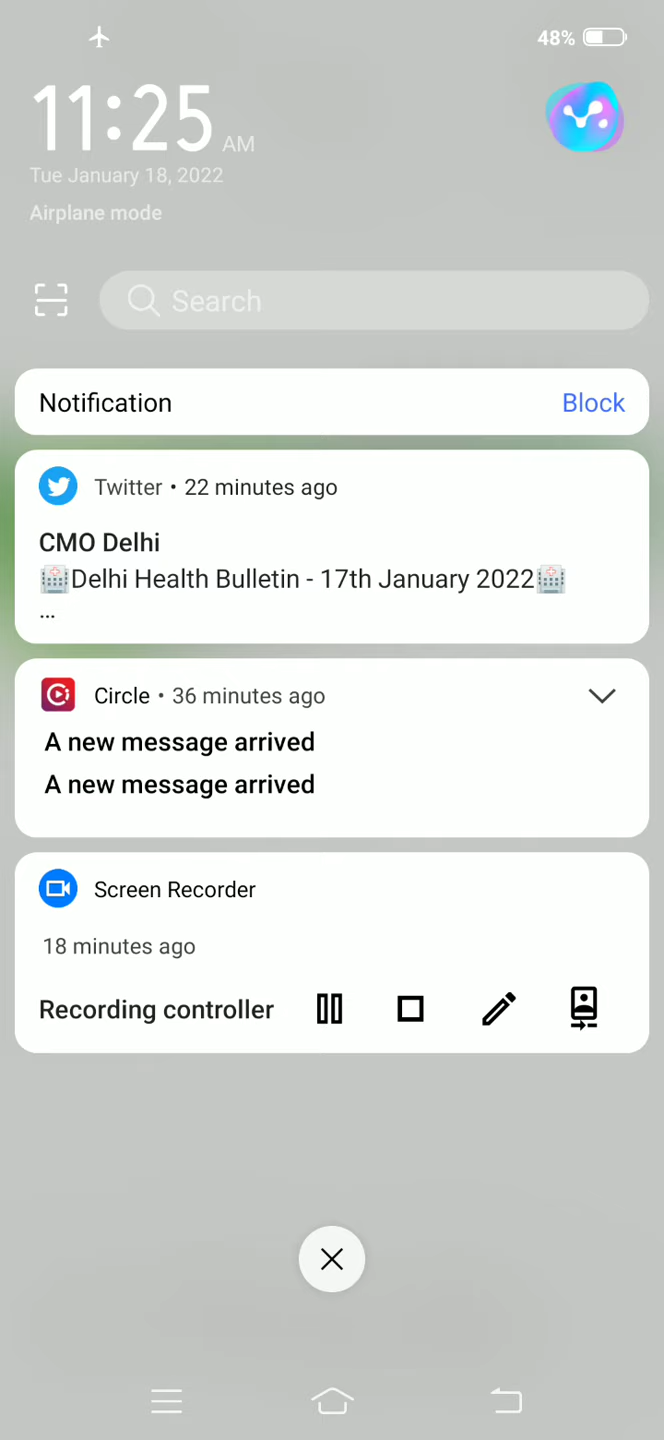 48%
11:25 AM
Tue January 18, 2022
Airplane mode
Search
Notification Block
Twitter • 22 minutes ago
CMO Delhi
🏥Delhi Health Bulletin - 17th January 2022🏥
...
Circle • 36 minutes ago
A new message arrived
A new message arrived
Screen Recorder
18 minutes ago
Recording controller